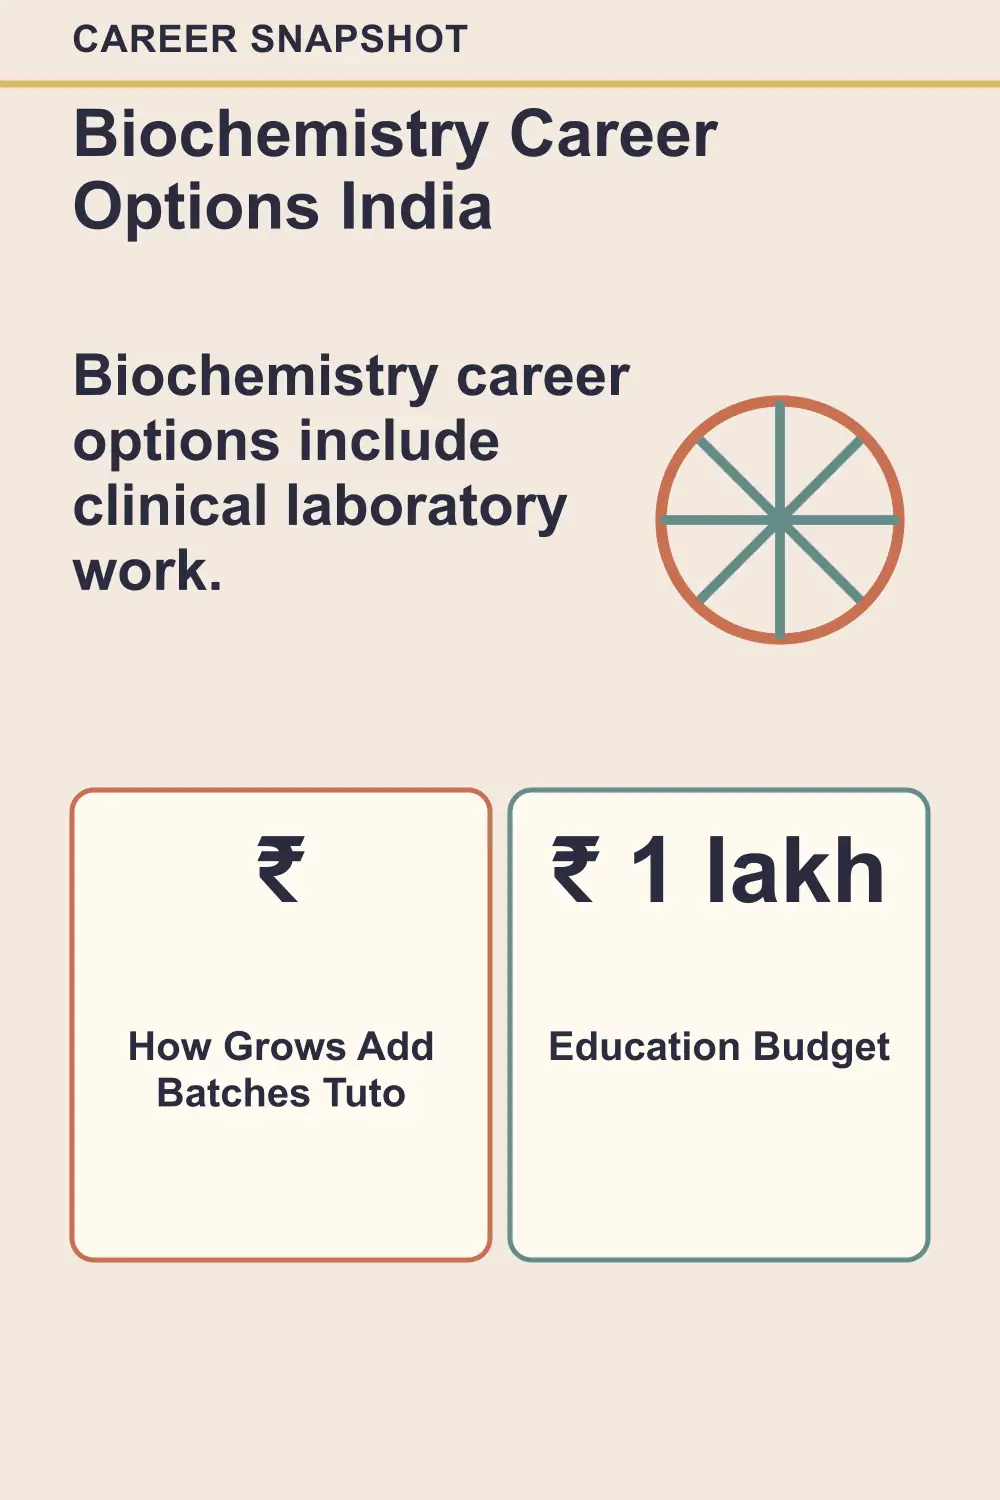 CAREER SNAPSHOT
Biochemistry Career
Options India
Biochemistry career
options include
clinical laboratory
work.
₹
How Grows Add
Batches Tuto
₹ 1 lakh
Education Budget